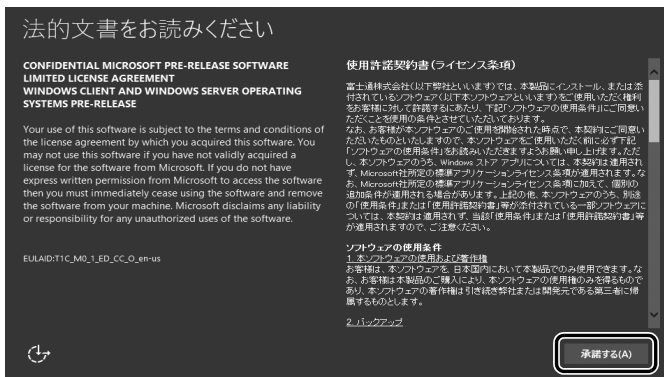 法的文書をお読みください
CONFIDENTIAL MICROSOFT PRE-RELEASE SOFTWARE
LIMITED LICENSE AGREEMENT
WINDOWS CLIENT AND WINDOWS SERVER OPERATING
SYSTEMS PRE-RELEASE
Your use of this software is subject to the terms and conditions of
the license agreement by which you acquired this software. You
may not use this software if you have not validly acquired a
license for the software from Microsoft. If you do not have
express written permission from Microsoft to access the software
then you must immediately cease using the software and remove
the software from your machine. Microsoft disclaims any liability
or responsibility for any unauthorized uses of the software.
EULAID:T1C_M0_1_ED_CC_O_en-us
使用許諾契約書(ライセンス条項)
富士通株式会社(以下弊社といいます)では、本製品にインストール、または添
付されているソフトウェア(以下本ソフトウェアといいます)をご使用いただく権利
をお客様に対して許諾するにあたり、下記「ソフトウェアの使用条件」にご同意い
ただくことを使用の条件とさせていただいております。
なお、お客様が本ソフトウェアのご使用を開始された時点で、本契約にご同意い
ただいたものといたしますので、本ソフトウェアをご使用いただく前に必ず下記
「ソフトウェアの使用条件」をお読みいただきますようお願い申し上げます。ただ
し、本ソフトウェアのうち、Windows ストア アプリについては、本契約は適用され
ず、Microsoft社所定の標準アプリケーションライセンス条項が適用されます。な
お、Microsoft社所定の標準アプリケーションライセンス条項に加えて、個別の
追加条件が適用される場合があります。上記の他、本ソフトウェアのうち、別途
の「使用条件」または「使用許諾契約書」等が添付されている一部ソフトウェアに
ついては、本契約は適用されず、当該「使用条件」または「使用許諾契約書」等
が適用されますので、ご注意ください。
ソフトウェアの使用条件
1. 本ソフトウェアの使用および著作権
お客様は、本ソフトウェアを、日本国内において本製品でのみ使用できます。な
お、お客様は本製品のご購入により、本ソフトウェアの使用権のみを得るもので
あり、本ソフトウェアの著作権は引き続き弊社または開発元である第三者に帰
属するものとします。
2. バックアップ
承諾する(A)